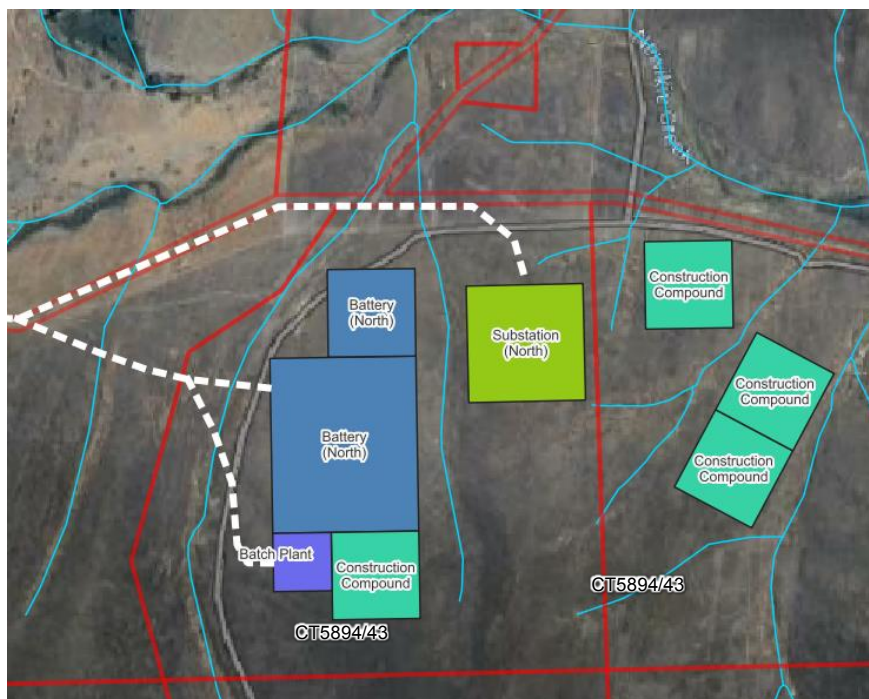 Construction
Compound
Battery
(North)
Substation
(North)
Construction
Compound
Battery
(North)
Construction
Compound
Batch Plant
Construction
Compound
CT5894/43
CT5894/43